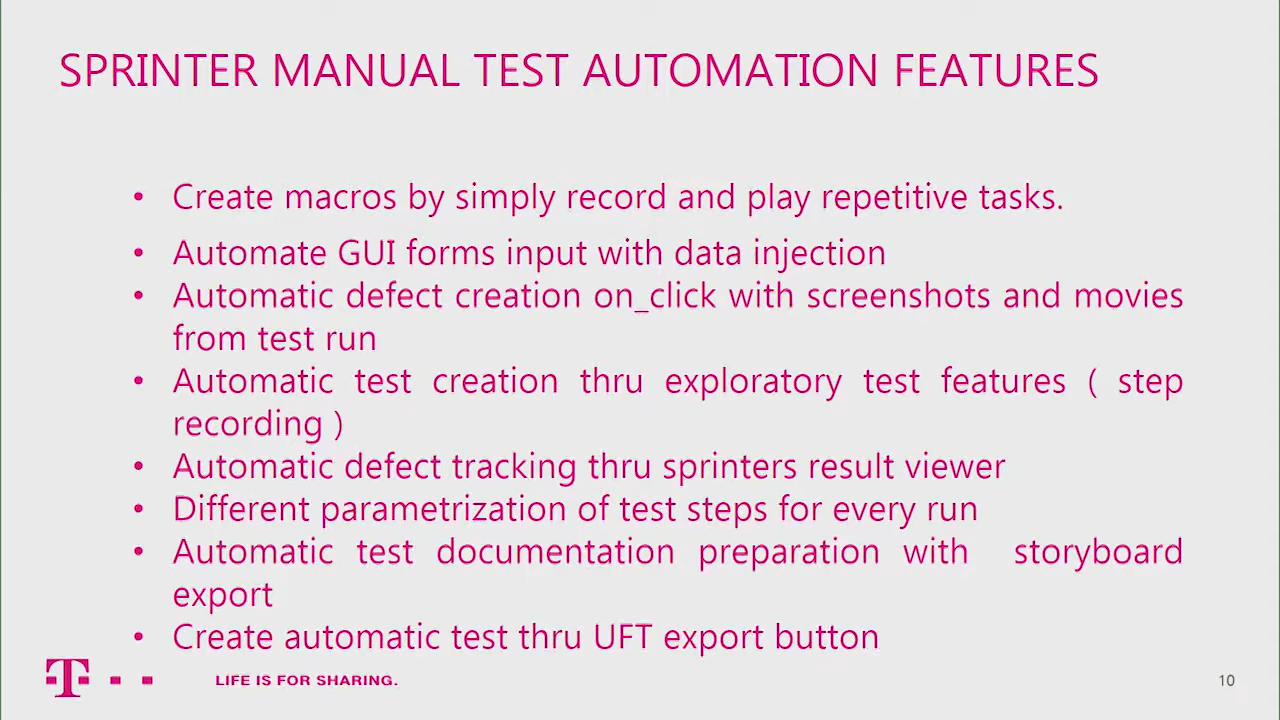 SPRINTER MANUAL TEST AUTOMATION FEATURES
• Create macros by simply record and play repetitive tasks.
• Automate GUI forms input with data injection
• Automatic defect creation on_click with screenshots and movies
from test run
• Automatic test creation thru exploratory test features ( step
recording )
• Automatic defect tracking thru sprinters result viewer
• Different parametrization of test steps for every run
• Automatic test documentation preparation with storyboard
export
• Create automatic test thru UFT export button
T
LIFE IS FOR SHARING.
10